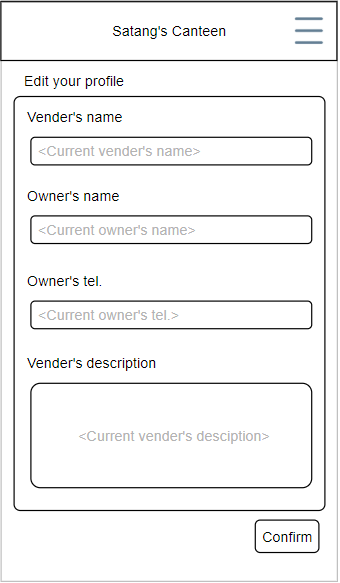 Satang's Canteen
Edit your profile
Vender's name
<Current vender's name>
Owner's name
<Current owner's name>
Owner's tel.
<Current owner's tel.>
Vender's description
<Current vender's desciption>
Confirm